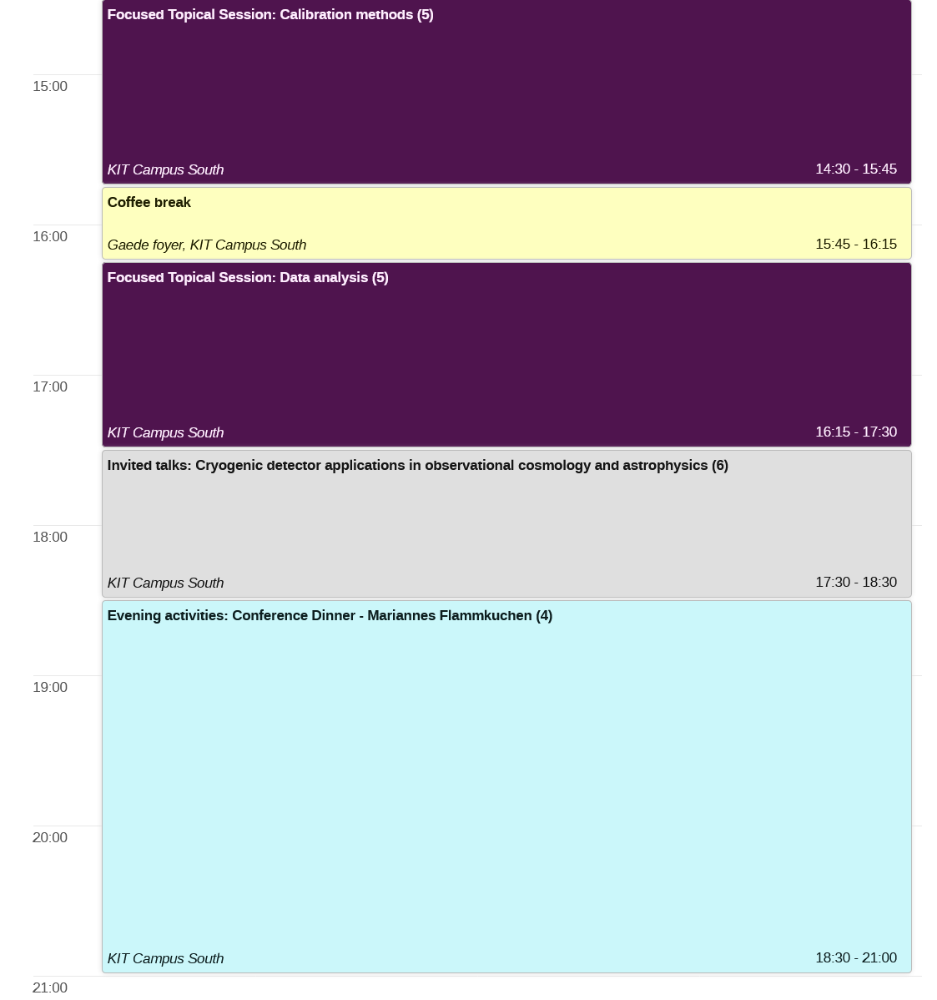 Focused Topical Session: Calibration methods (5)
15:00
KIT Campus South 14:30 - 15:45
Coffee break
16:00
Gaede foyer, KIT Campus South 15:45 - 16:15
Focused Topical Session: Data analysis (5)
17:00
KIT Campus South 16:15 - 17:30
Invited talks: Cryogenic detector applications in observational cosmology and astrophysics (6)
18:00
KIT Campus South 17:30 - 18:30
Evening activities: Conference Dinner - Mariannes Flammkuchen (4)
19:00
20:00
KIT Campus South 18:30 - 21:00
21:00